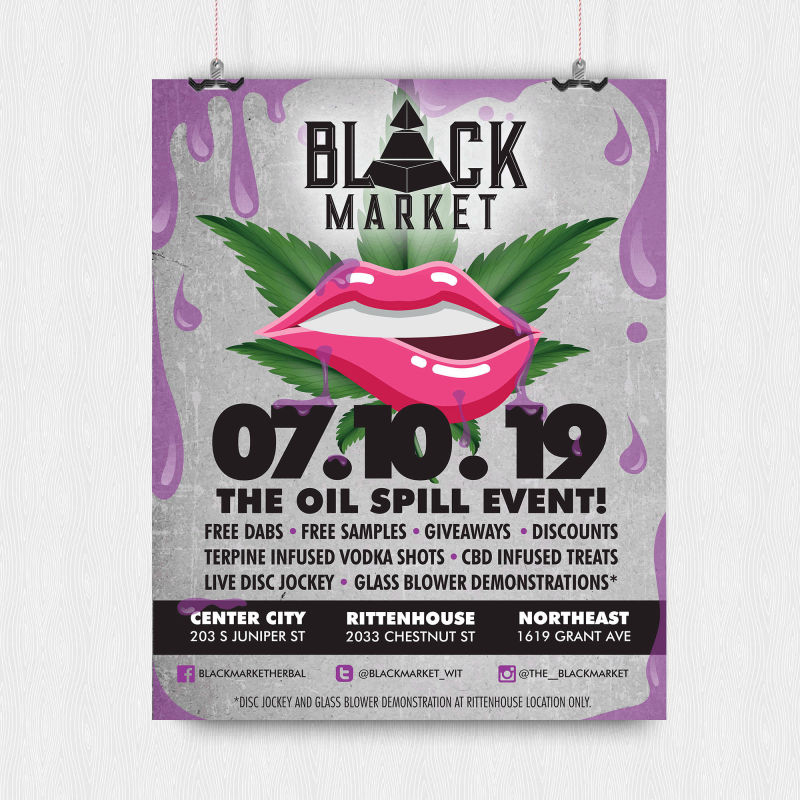 BLACK
MARKET
07.10.19
THE OIL SPILL EVENT!
FREE DABS • FREE SAMPLES • GIVEAWAYS • DISCOUNTS
TERPINE INFUSED VODKA SHOTS • CBD INFUSED TREATS
LIVE DISC JOCKEY • GLASS BLOWER DEMONSTRATIONS*
CENTER CITY RITTENHOUSE NORTHEAST
203 S JUNIPER ST 2033 CHESTNUT ST 1619 GRANT AVE
BLACKMARKETHERBAL @BLACKMARKET_WIT @THE__BLACKMARKET
*DISC JOCKEY AND GLASS BLOWER DEMONSTRATION AT RITTENHOUSE LOCATION ONLY.